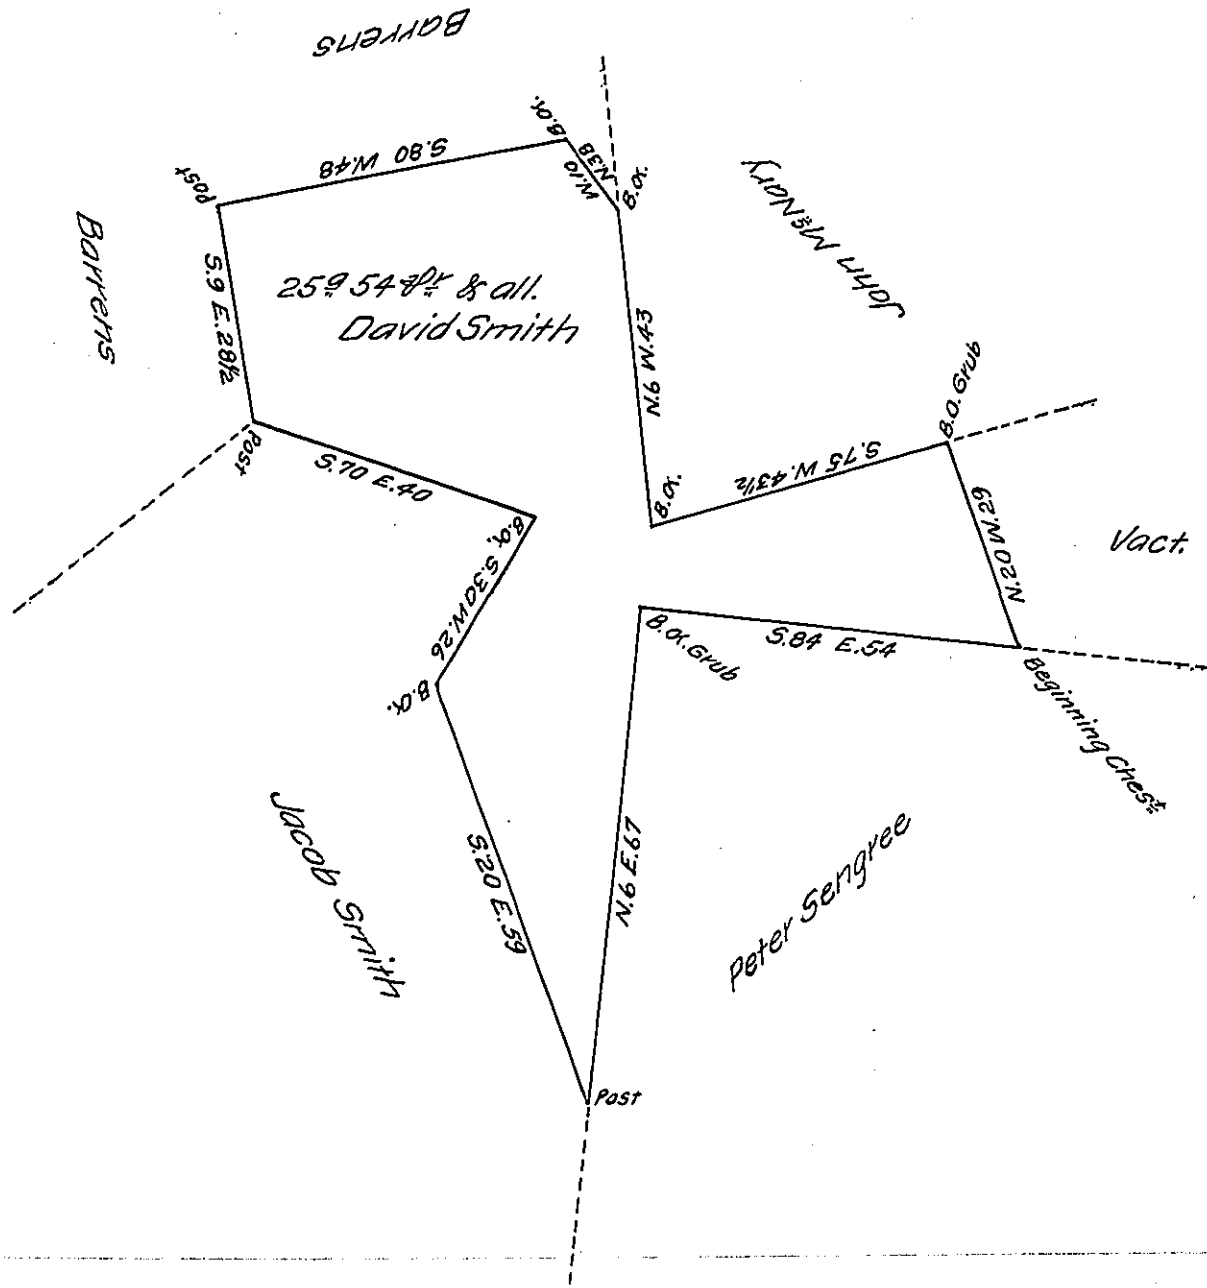 Barrens
B.O.
N.38
W.10
B.O.
S.80 W.48
Post
Barrens
John McNary
25a 54 pr & all.
David Smith
S.9 E.28½
N.6 W.43
B.O. Grub
Post
S.70 E.40
S.75 W.43½
B.O.
B.O.
Vact.
N.20 W.29
S.30 W.26
B.O. Grub
S.84 E.54
Beginning Chest
B.O.
Jacob Smith
S.20 E.59
N.6 E.67
Peter Sengree
Post